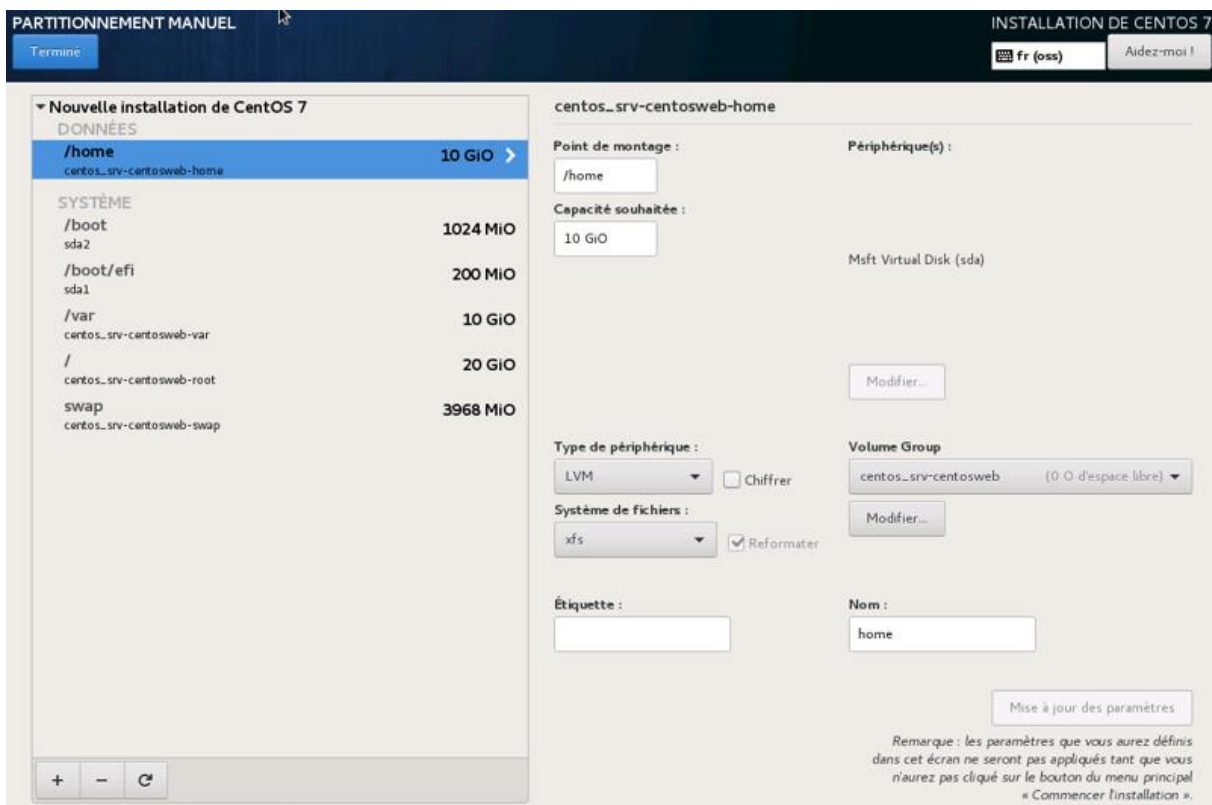 PARTITIONNEMENT MANUEL
Terminé
INSTALLATION DE CENTOS 7
fr (oss)
Aidez-moi !
Nouvelle installation de CentOS 7
DONNÉES
/home
10 GiO
centos_srv-centosweb-home
SYSTÈME
/boot
1024 MiO
sda2
/boot/efi
200 MiO
sda1
/var
10 GiO
centos_srv-centosweb-var
/
20 GiO
centos_srv-centosweb-root
swap
3968 MiO
centos_srv-centosweb-swap
+ −
centos_srv-centosweb-home
Point de montage :
/home
Capacité souhaitée :
10 GiO
Périphérique(s) :
Msft Virtual Disk (sda)
Modifier...
Type de périphérique :
LVM
Chiffrer
Système de fichiers :
xfs
Reformater
Volume Group
centos_srv-centosweb (0 O d'espace libre)
Modifier...
Étiquette :
Nom :
home
Mise à jour des paramètres
Remarque : les paramètres que vous aurez définis
dans cet écran ne seront pas appliqués tant que vous
n'aurez pas cliqué sur le bouton du menu principal
« Commencer l'installation ».